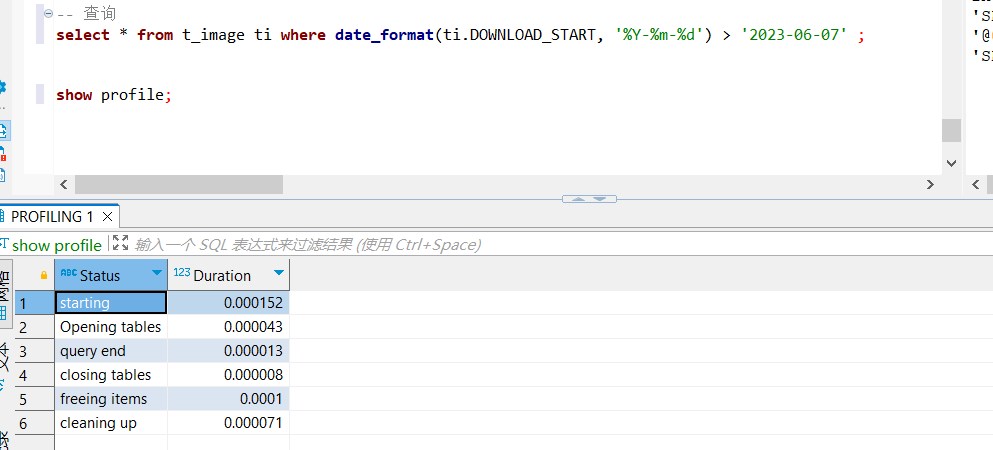 -- 查询
select * from t_image ti where date_format(ti.DOWNLOAD_START, '%Y-%m-%d') > '2023-06-07' ;
show profile;
PROFILING 1
show profile 输入一个 SQL 表达式来过滤结果 (使用 Ctrl+Space)
ABC Status 123 Duration
1 starting 0.000152
2 Opening tables 0.000043
3 query end 0.000013
4 closing tables 0.000008
5 freeing items 0.0001
6 cleaning up 0.000071
网格
文本